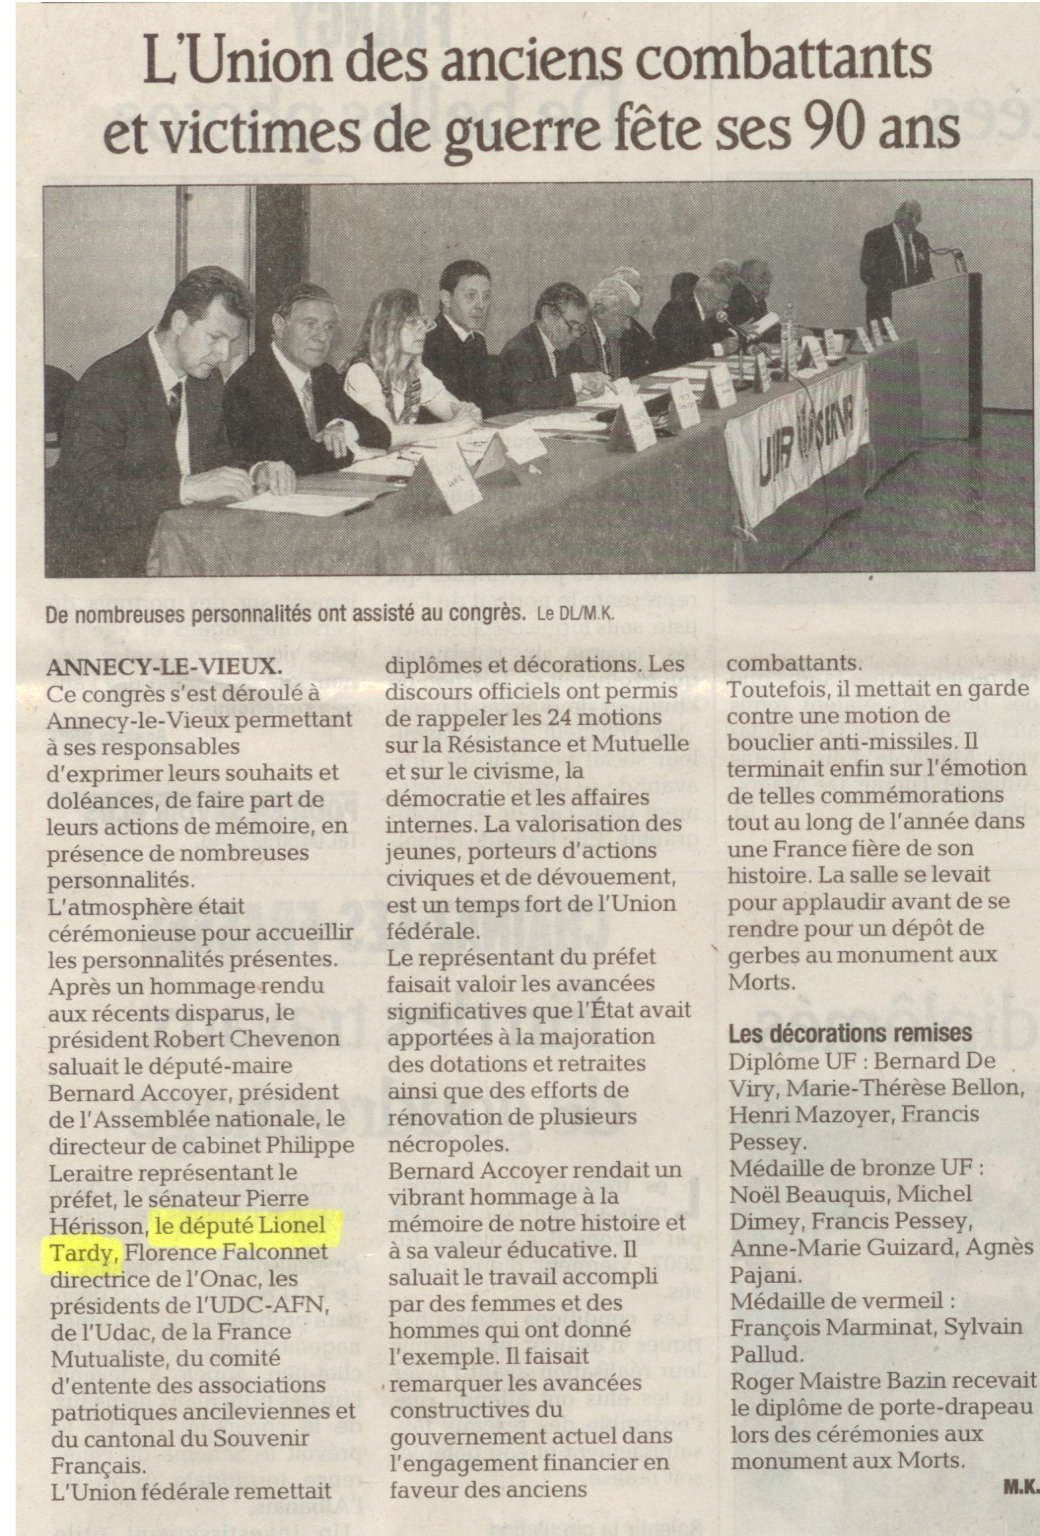 L'Union des anciens combattants
et victimes de guerre fête ses 90 ans
De nombreuses personnalités ont assisté au congrès. Le DL/M.K.
ANNECY-LE-VIEUX.
Ce congrès s'est déroulé à
Annecy-le-Vieux permettant
à ses responsables
d'exprimer leurs souhaits et
doléances, de faire part de
leurs actions de mémoire, en
présence de nombreuses
personnalités.
L'atmosphère était
cérémonieuse pour accueillir
les personnalités présentes.
Après un hommage rendu
aux récents disparus, le
président Robert Chevenon
saluait le député-maire
Bernard Accoyer, président
de l'Assemblée nationale, le
directeur de cabinet Philippe
Leraitre représentant le
préfet, le sénateur Pierre
Hérisson, le député Lionel
Tardy, Florence Falconnet
directrice de l'Onac, les
présidents de l'UDC-AFN,
de l'Udac, de la France
Mutualiste, du comité
d'entente des associations
patriotiques ancileviennes et
du cantonal du Souvenir
Français.
L'Union fédérale remettait
diplômes et décorations. Les
discours officiels ont permis
de rappeler les 24 motions
sur la Résistance et Mutuelle
et sur le civisme, la
démocratie et les affaires
internes. La valorisation des
jeunes, porteurs d'actions
civiques et de dévouement,
est un temps fort de l'Union
fédérale.
Le représentant du préfet
faisait valoir les avancées
significatives que l'État avait
apportées à la majoration
des dotations et retraites
ainsi que des efforts de
rénovation de plusieurs
nécropoles.
Bernard Accoyer rendait un
vibrant hommage à la
mémoire de notre histoire et
à sa valeur éducative. Il
saluait le travail accompli
par des femmes et des
hommes qui ont donné
l'exemple. Il faisait
remarquer les avancées
constructives du
gouvernement actuel dans
l'engagement financier en
faveur des anciens
combattants.
Toutefois, il mettait en garde
contre une motion de
bouclier anti-missiles. Il
terminait enfin sur l'émotion
de telles commémorations
tout au long de l'année dans
une France fière de son
histoire. La salle se levait
pour applaudir avant de se
rendre pour un dépôt de
gerbes au monument aux
Morts.
Les décorations remises
Diplôme UF : Bernard De
Viry, Marie-Thérèse Bellon,
Henri Mazoyer, Francis
Pessey.
Médaille de bronze UF :
Noël Beauquis, Michel
Dimey, Francis Pessey,
Anne-Marie Guizard, Agnès
Pajani.
Médaille de vermeil :
François Marminat, Sylvain
Pallud.
Roger Maistre Bazin recevait
le diplôme de porte-drapeau
lors des cérémonies aux
monument aux Morts.
M.K.